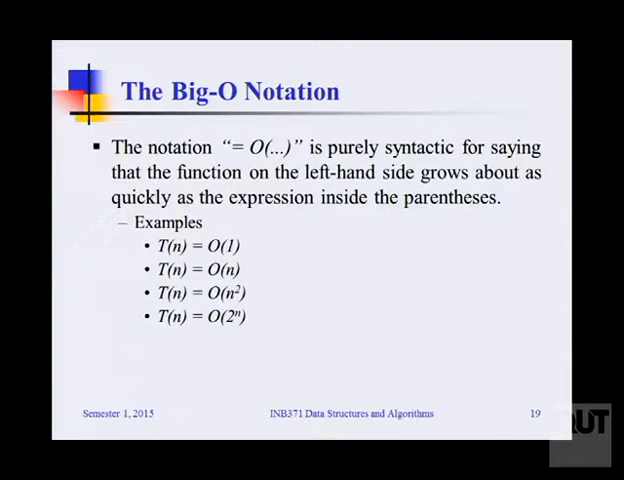 The Big-O Notation
▪ The notation “= O(...)” is purely syntactic for saying
that the function on the left-hand side grows about as
quickly as the expression inside the parentheses.
– Examples
• T(n) = O(1)
• T(n) = O(n)
• T(n) = O(n²)
• T(n) = O(2ⁿ)
Semester 1, 2015 INB371 Data Structures and Algorithms 19
QUT